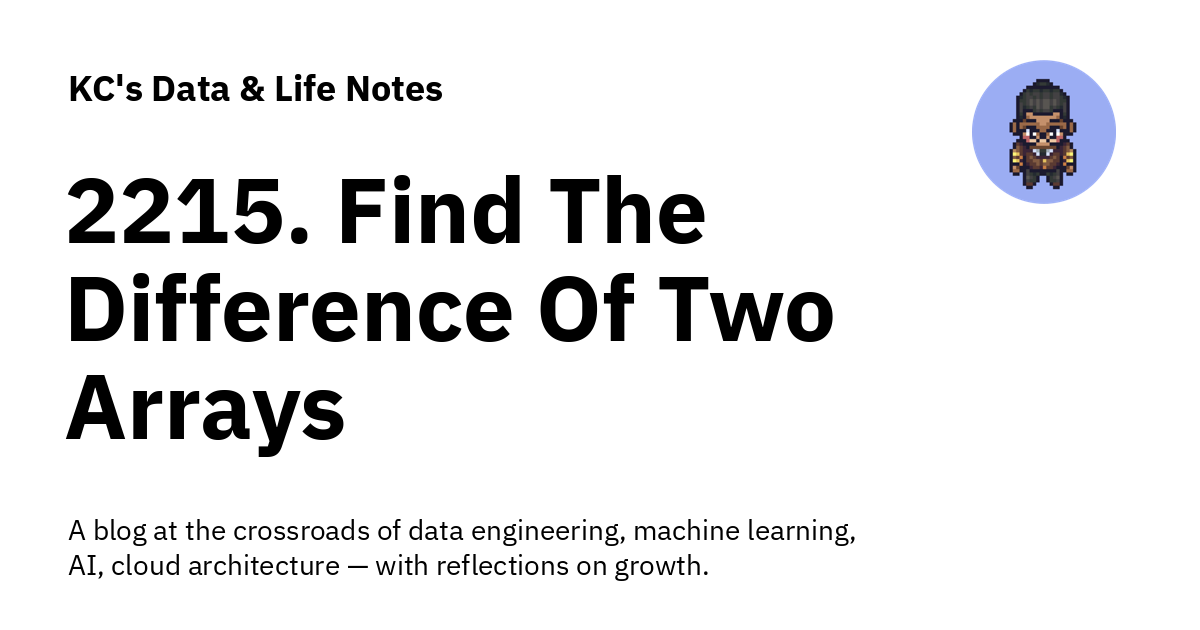 KC's Data & Life Notes
2215. Find The
Difference Of Two
Arrays
A blog at the crossroads of data engineering, machine learning,
AI, cloud architecture — with reflections on growth.